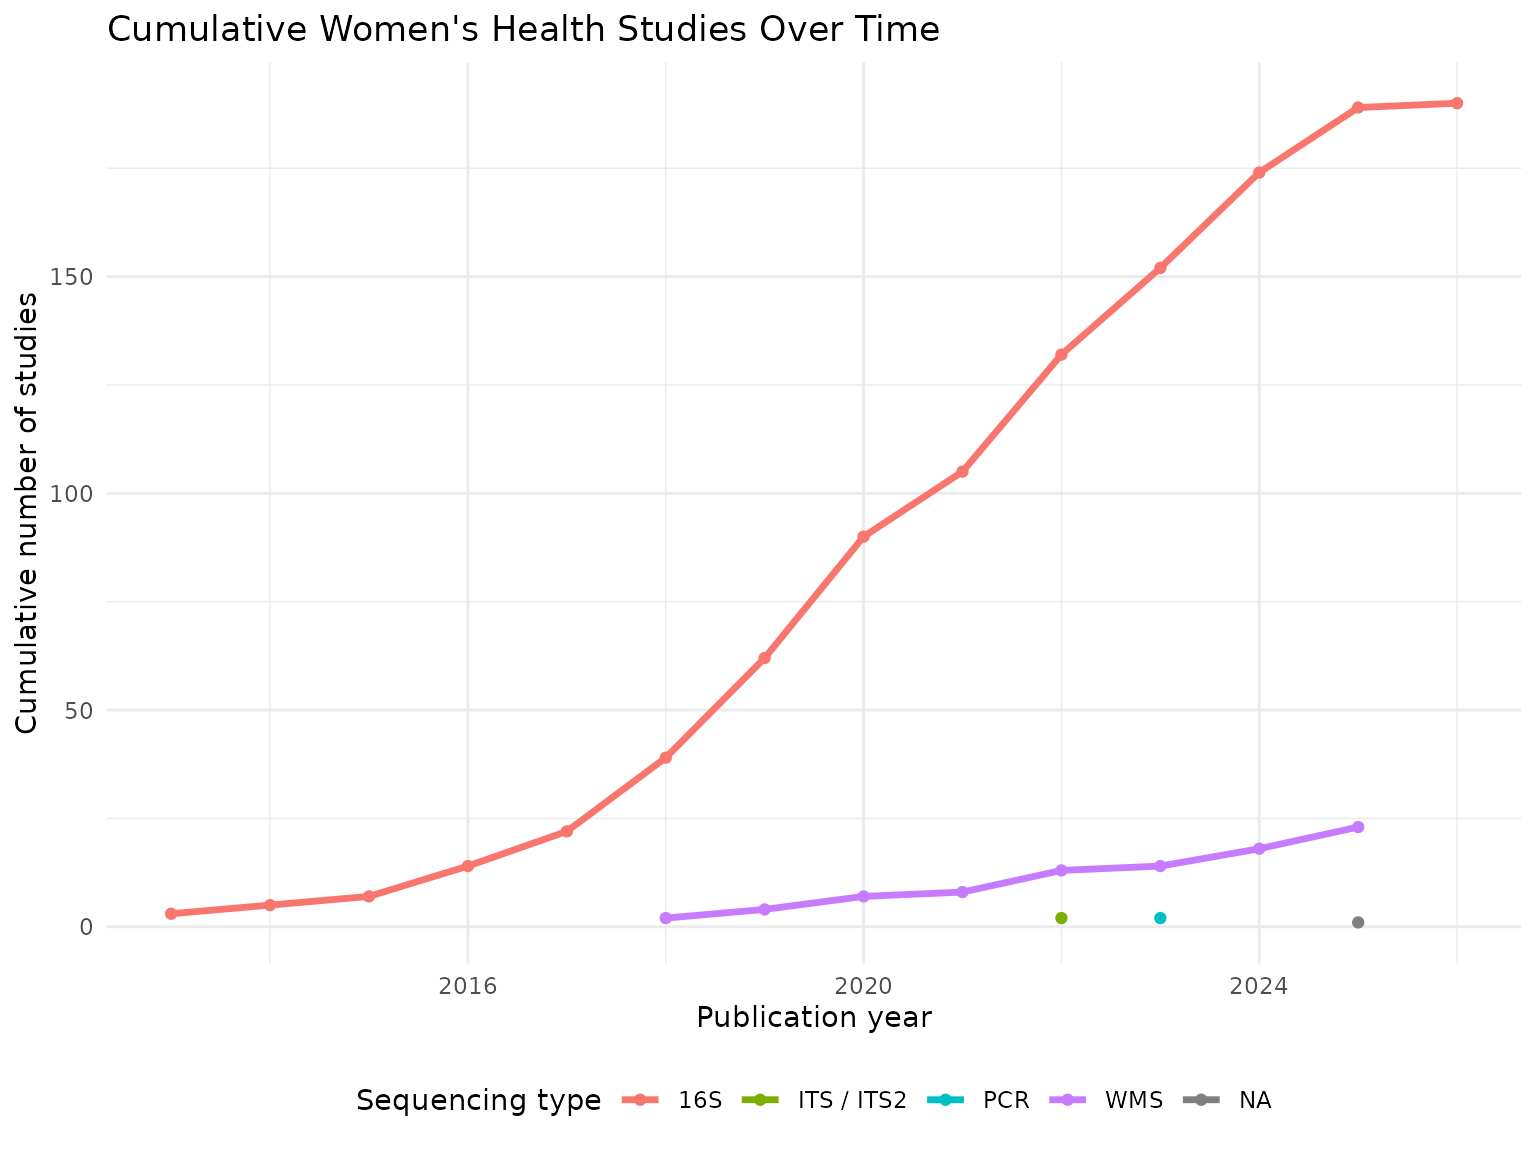 Cumulative Women's Health Studies Over Time
Cumulative number of studies
150
100
50
0
2016 2020 2024
Publication year
Sequencing type 16S ITS / ITS2 PCR WMS NA